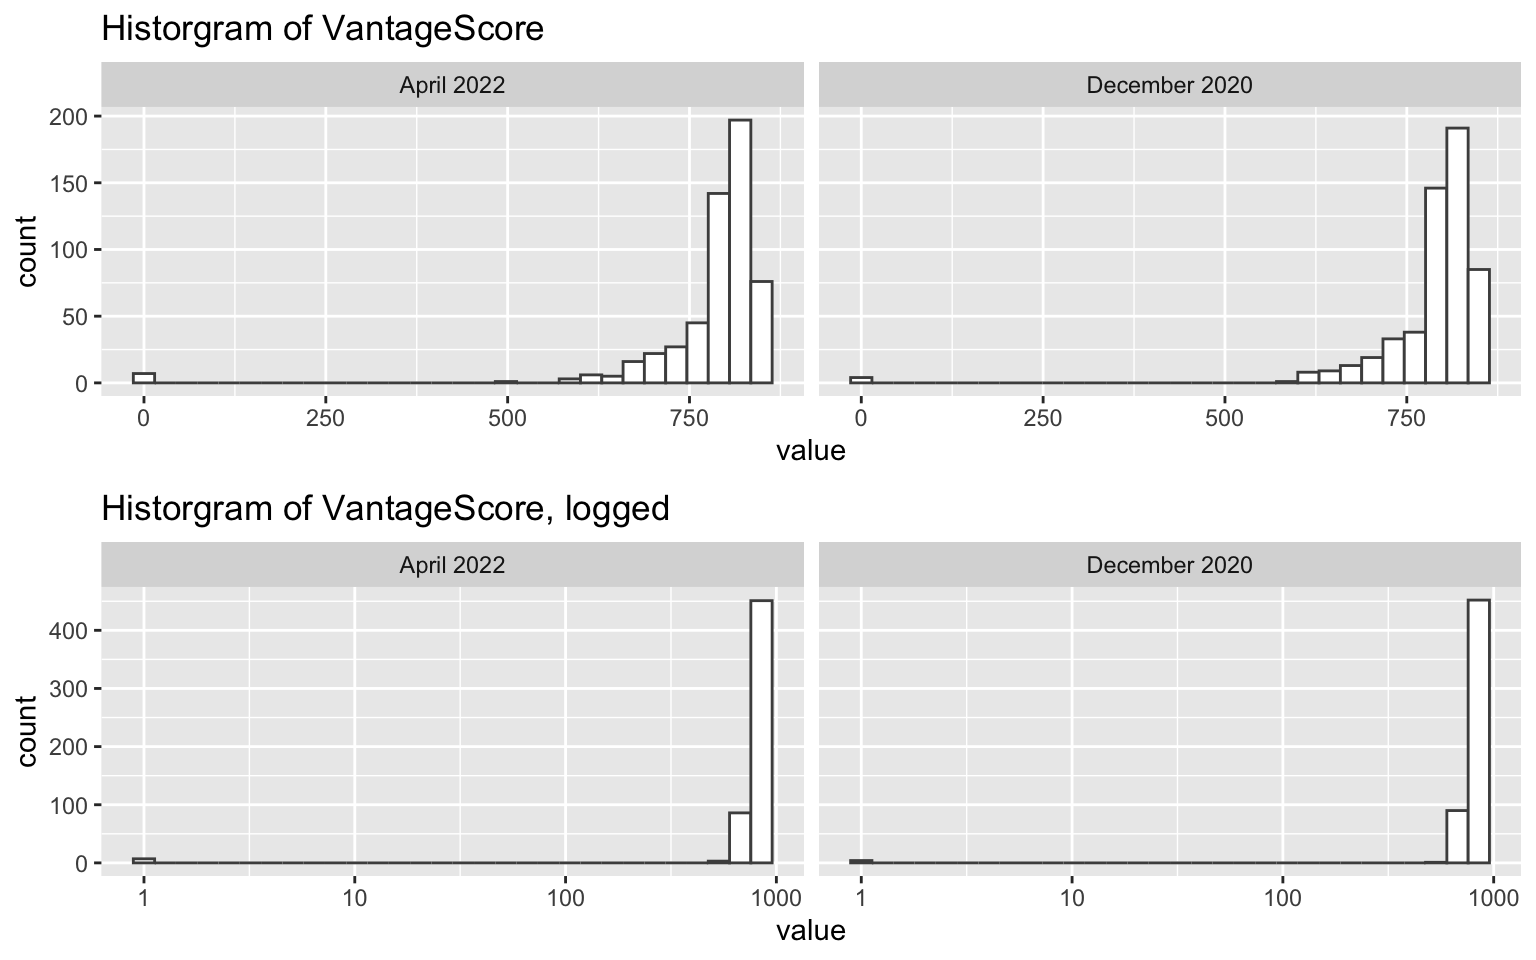 Historgram of VantageScore
April 2022 December 2020
200
150
100
50
0
count
0 250 500 750 0 250 500 750
value
Historgram of VantageScore, logged
April 2022 December 2020
400
300
200
100
0
count
1 10 100 1000 1 10 100 1000
value